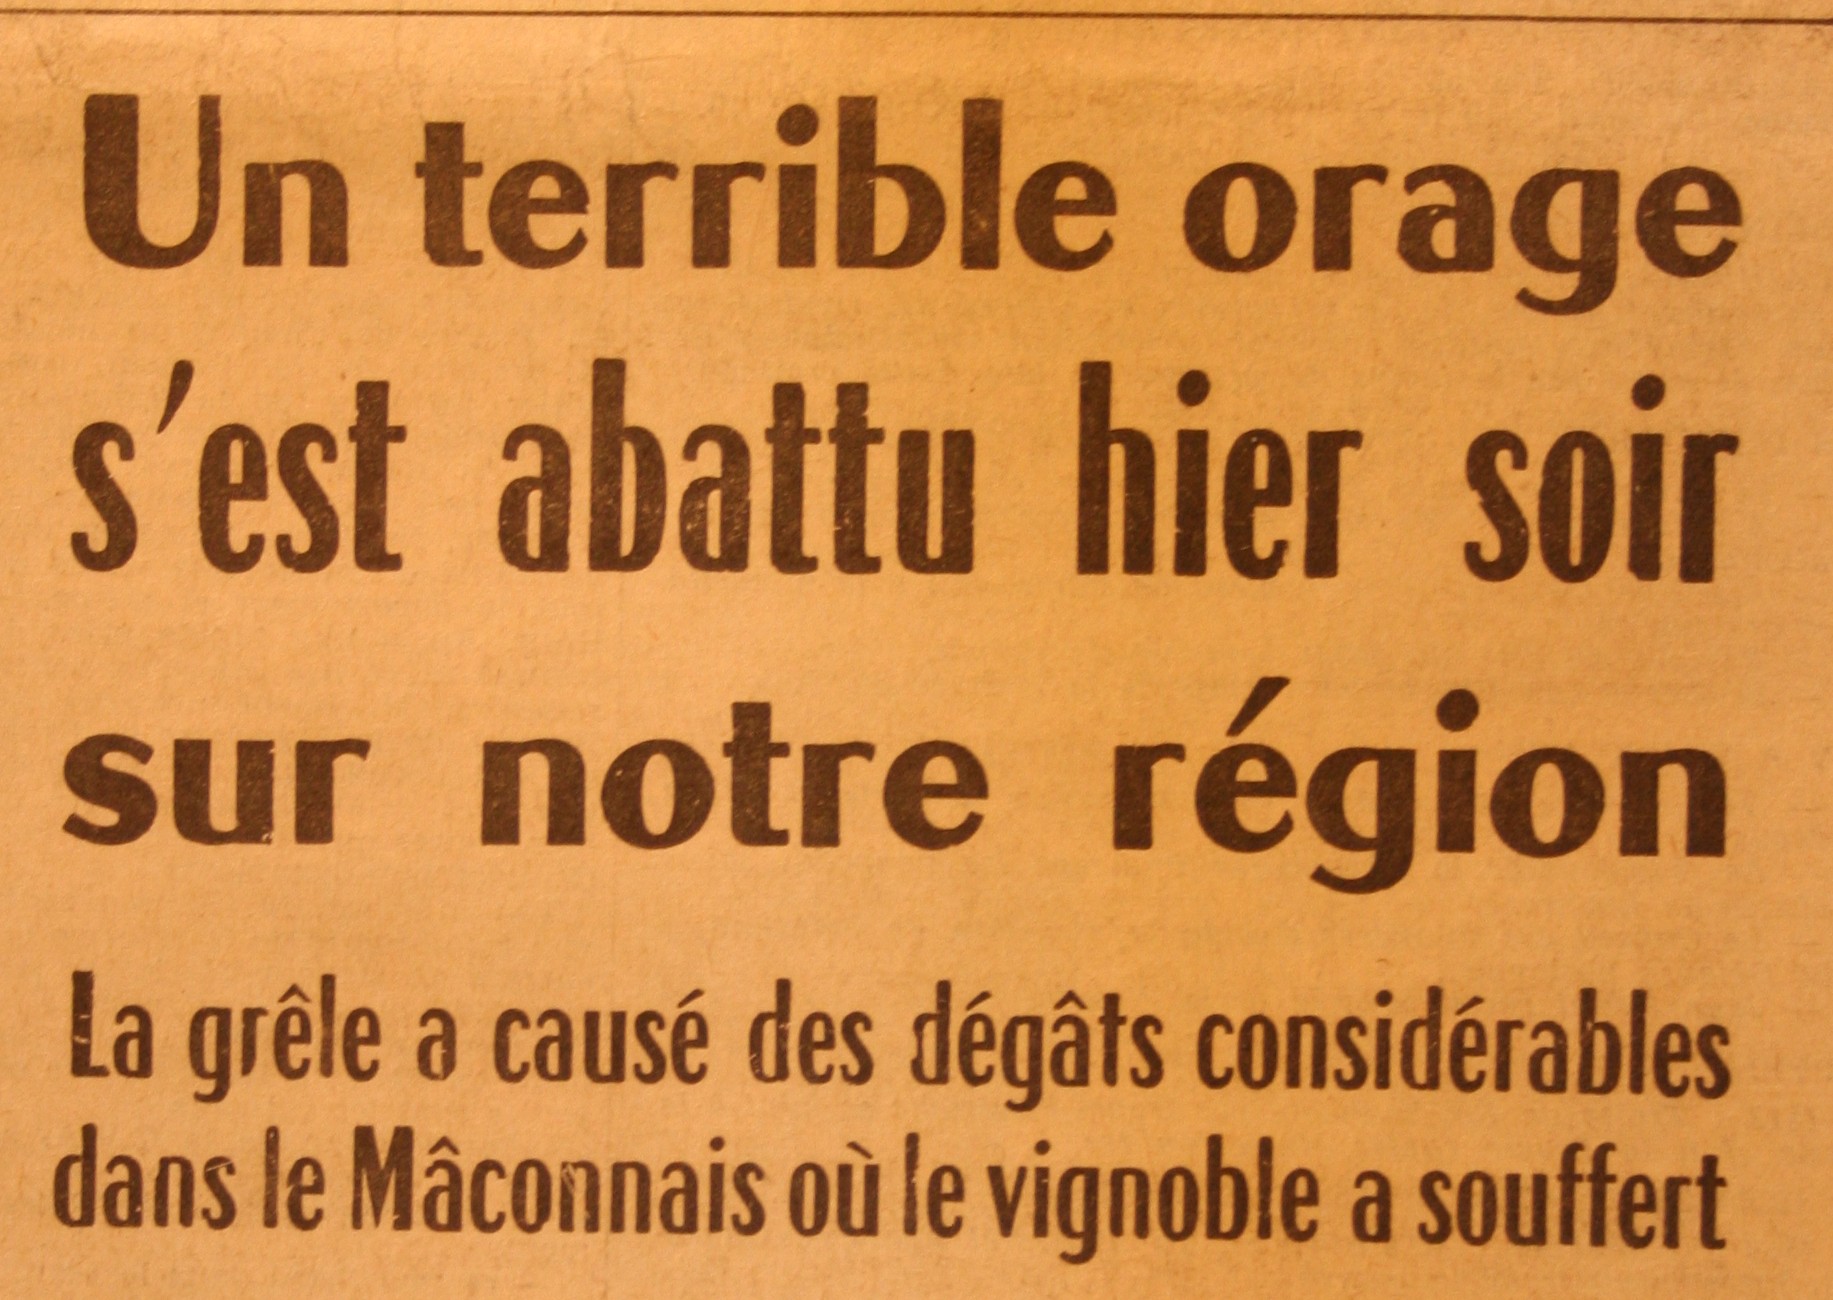 Un terrible orage
s'est abattu hier soir
sur notre région
La grêle a causé des dégâts considérables
dans le Mâconnais où le vignoble a souffert